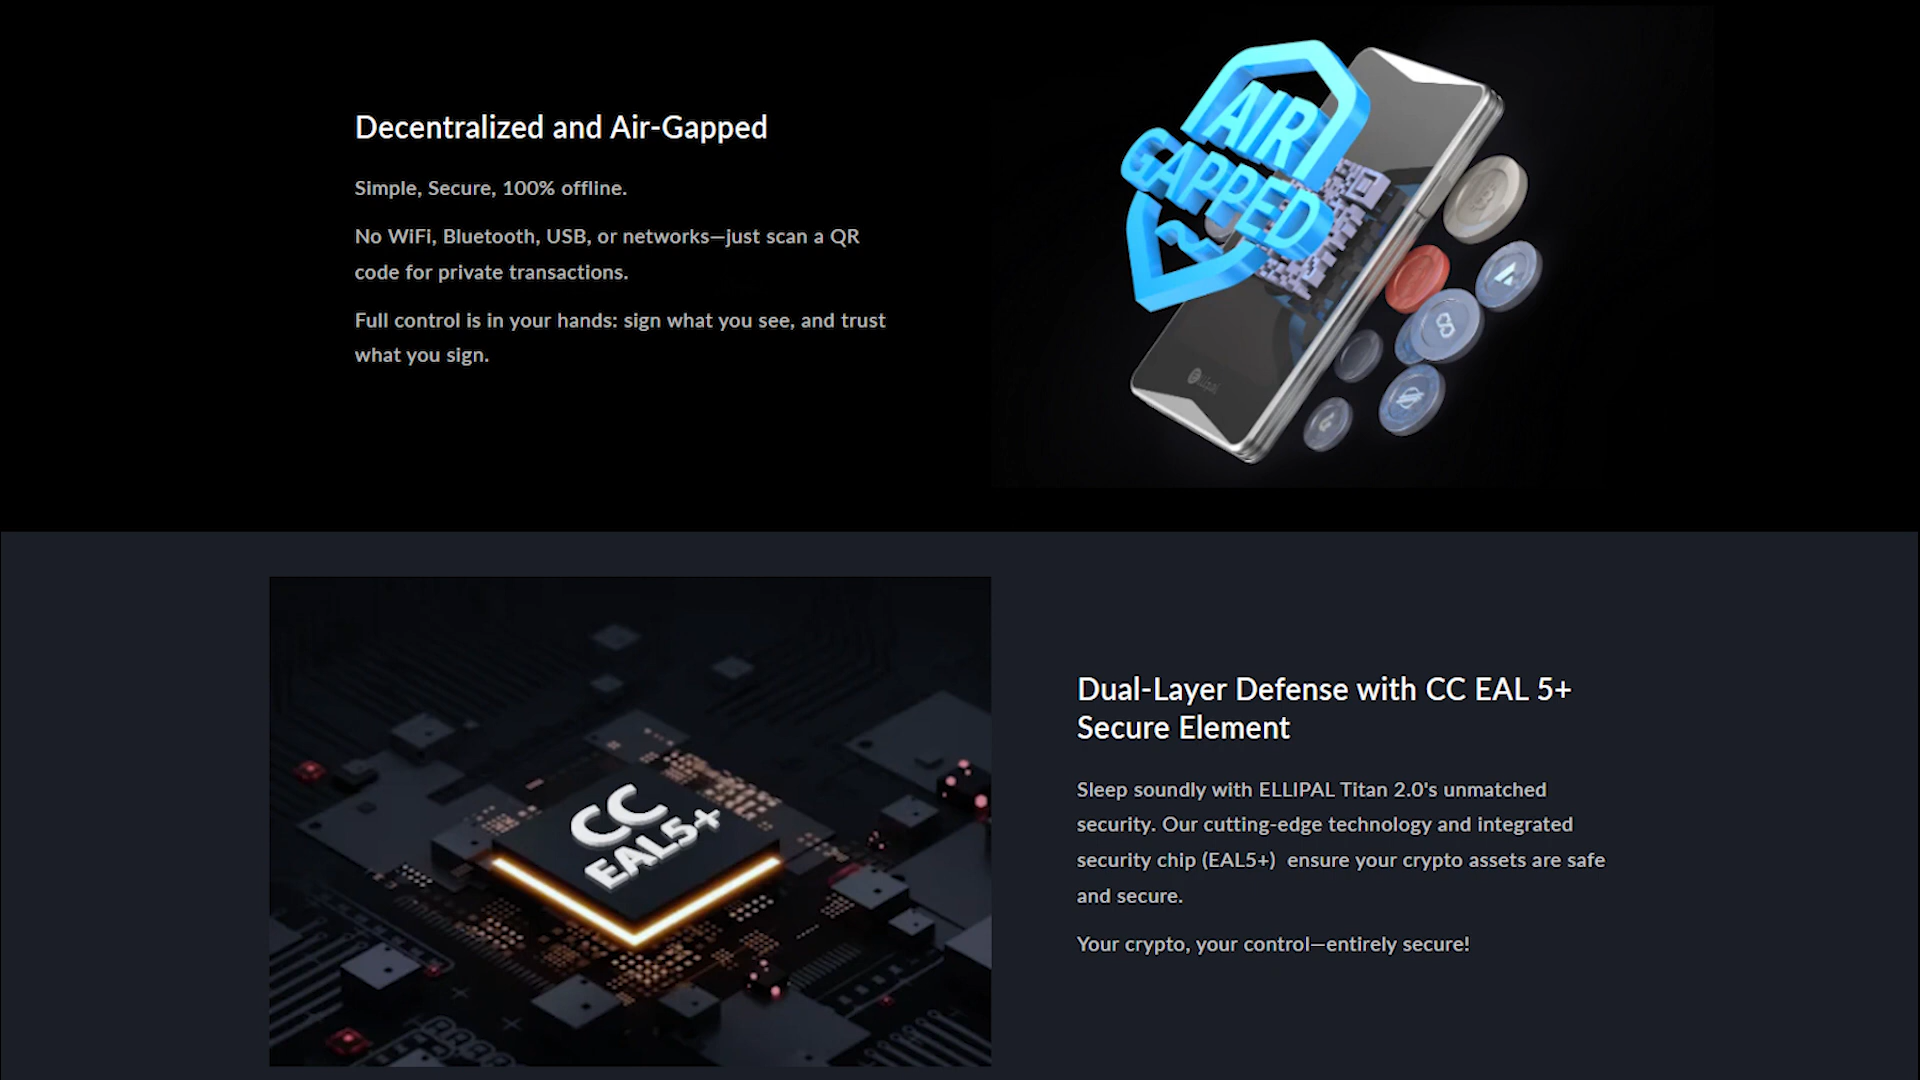 Decentralized and Air-Gapped
Simple, Secure, 100% offline.
No WiFi, Bluetooth, USB, or networks—just scan a QR
code for private transactions.
Full control is in your hands: sign what you see, and trust
what you sign.
AIR
GAPPED
CC
EAL5+
Dual-Layer Defense with CC EAL 5+
Secure Element
Sleep soundly with ELLIPAL Titan 2.0's unmatched
security. Our cutting-edge technology and integrated
security chip (EAL5+)  ensure your crypto assets are safe
and secure.
Your crypto, your control—entirely secure!